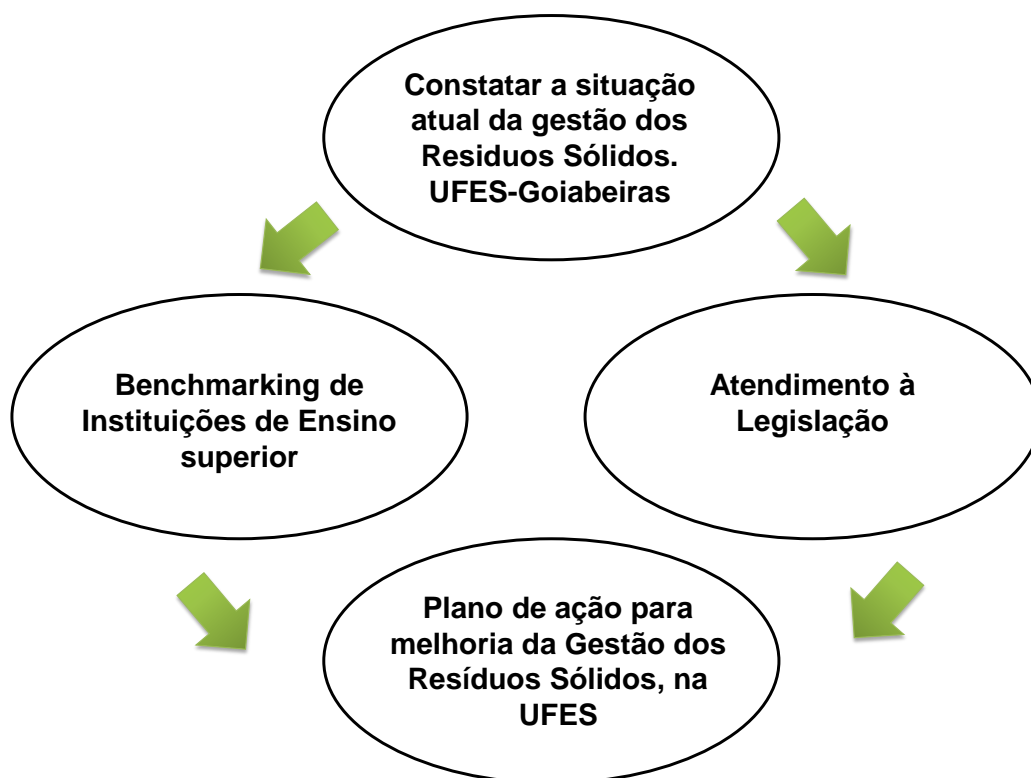 Constatar a situação
atual da gestão dos
Residuos Sólidos.
UFES-Goiabeiras
Benchmarking de
Instituições de Ensino
superior
Atendimento à
Legislação
Plano de ação para
melhoria da Gestão dos
Resíduos Sólidos, na
UFES